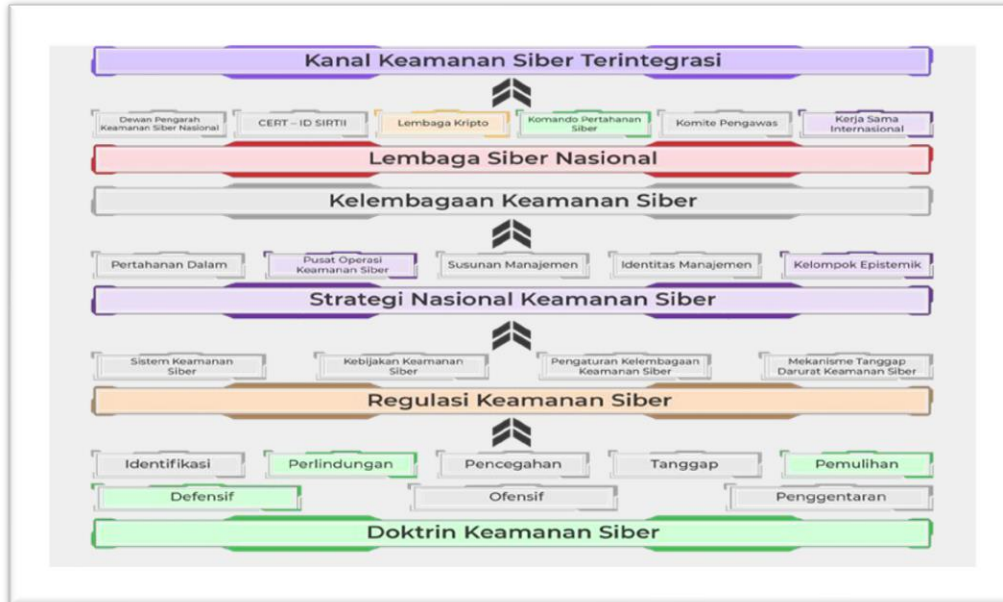 Kanal Keamanan Siber Terintegrasi
Dewan Pengarah
Keamanan Siber Nasional
CERT – ID SIRTII
Lembaga Kripto
Komando Pertahanan
Siber
Komite Pengawas
Kerja Sama
Internasional
Lembaga Siber Nasional
Kelembagaan Keamanan Siber
Pertahanan Dalam
Pusat Operasi
Keamanan Siber
Susunan Manajemen
Identitas Manajemen
Kelompok Epistemik
Strategi Nasional Keamanan Siber
Sistem Keamanan
Siber
Kebijakan Keamanan
Siber
Pengaturan Kelembagaan
Keamanan Siber
Mekanisme Tanggap
Darurat Keamanan Siber
Regulasi Keamanan Siber
Identifikasi
Perlindungan
Pencegahan
Tanggap
Pemulihan
Defensif
Ofensif
Penggentaran
Doktrin Keamanan Siber